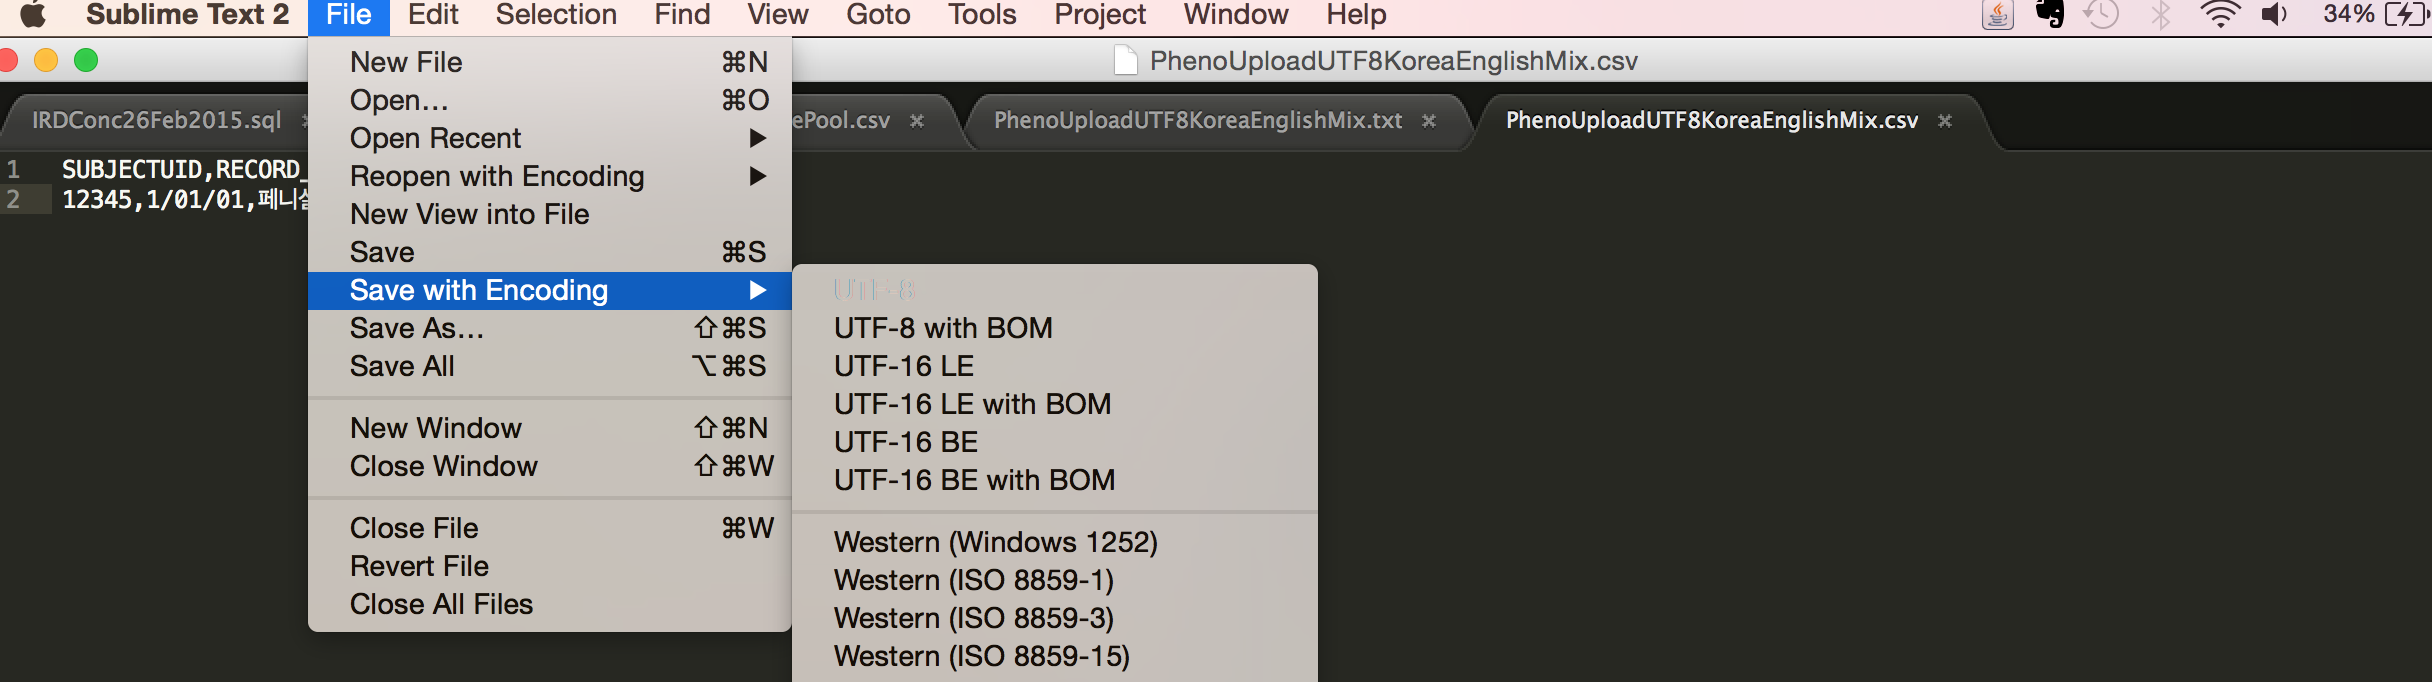 Sublime Text 2 File Edit Selection Find View Goto Tools Project Window Help 34%
PhenoUploadUTF8KoreaEnglishMix.csv
IRDConc26Feb2015.sql ePool.csv PhenoUploadUTF8KoreaEnglishMix.txt PhenoUploadUTF8KoreaEnglishMix.csv
1 SUBJECTUID,RECORD_
2 12345,1/01/01,페니실
New File ⌘N
Open… ⌘O
Open Recent ▶
Reopen with Encoding ▶
New View into File
Save ⌘S
Save with Encoding ▶
Save As… ⇧⌘S
Save All ⌥⌘S
New Window ⇧⌘N
Close Window ⇧⌘W
Close File ⌘W
Revert File
Close All Files
UTF-8
UTF-8 with BOM
UTF-16 LE
UTF-16 LE with BOM
UTF-16 BE
UTF-16 BE with BOM
Western (Windows 1252)
Western (ISO 8859-1)
Western (ISO 8859-3)
Western (ISO 8859-15)